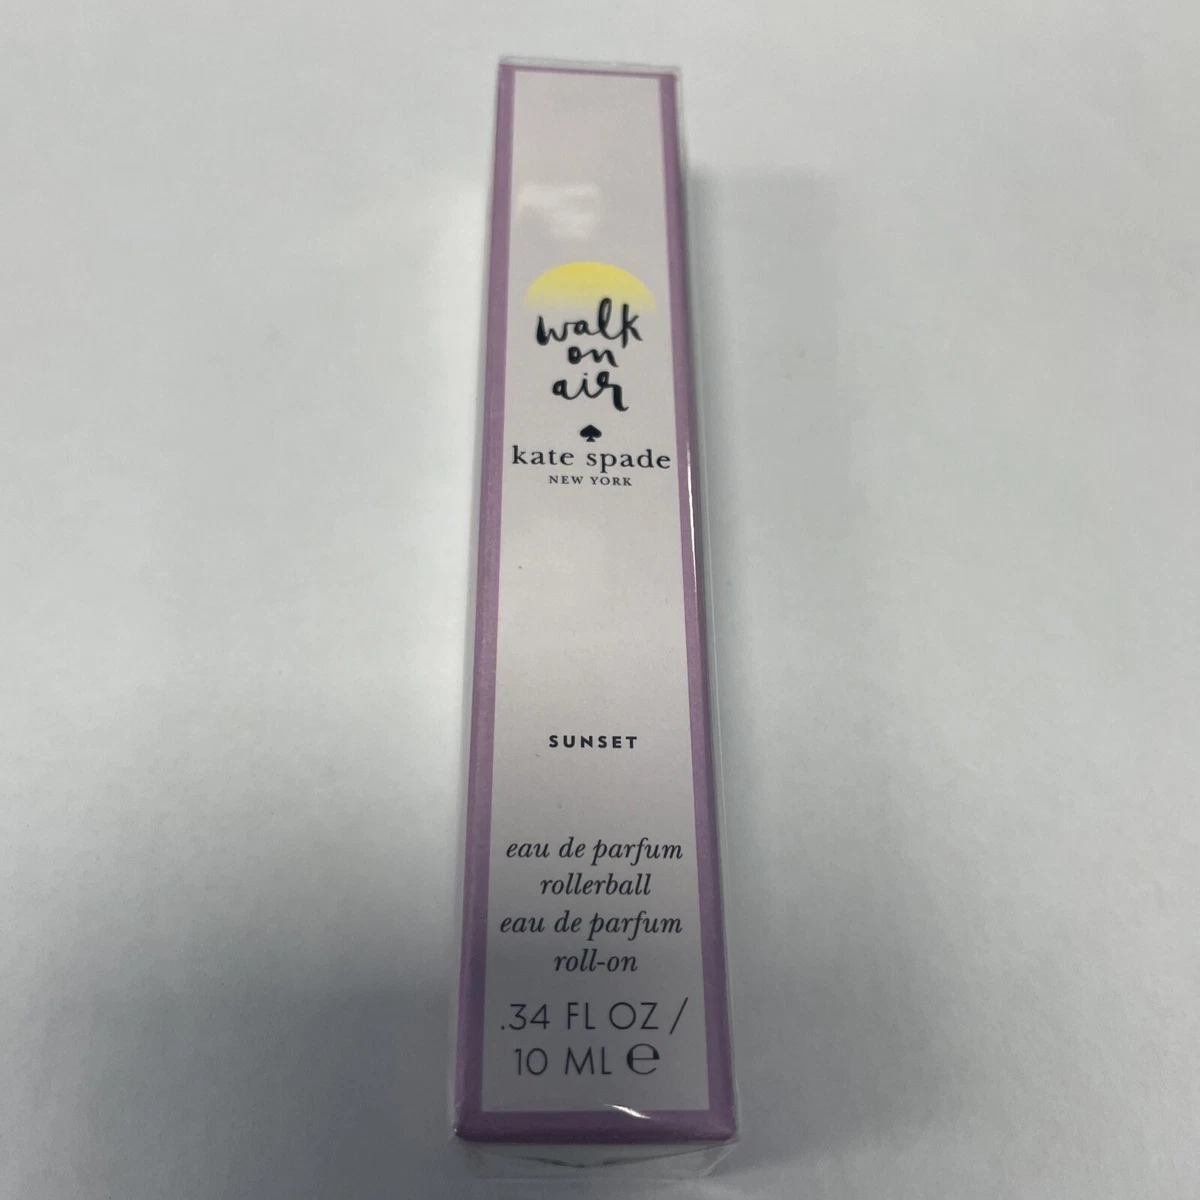 walk
on
air
kate spade
NEW YORK
SUNSET
eau de parfum
rollerball
eau de parfum
roll-on
.34 FL OZ /
10 ML ℮